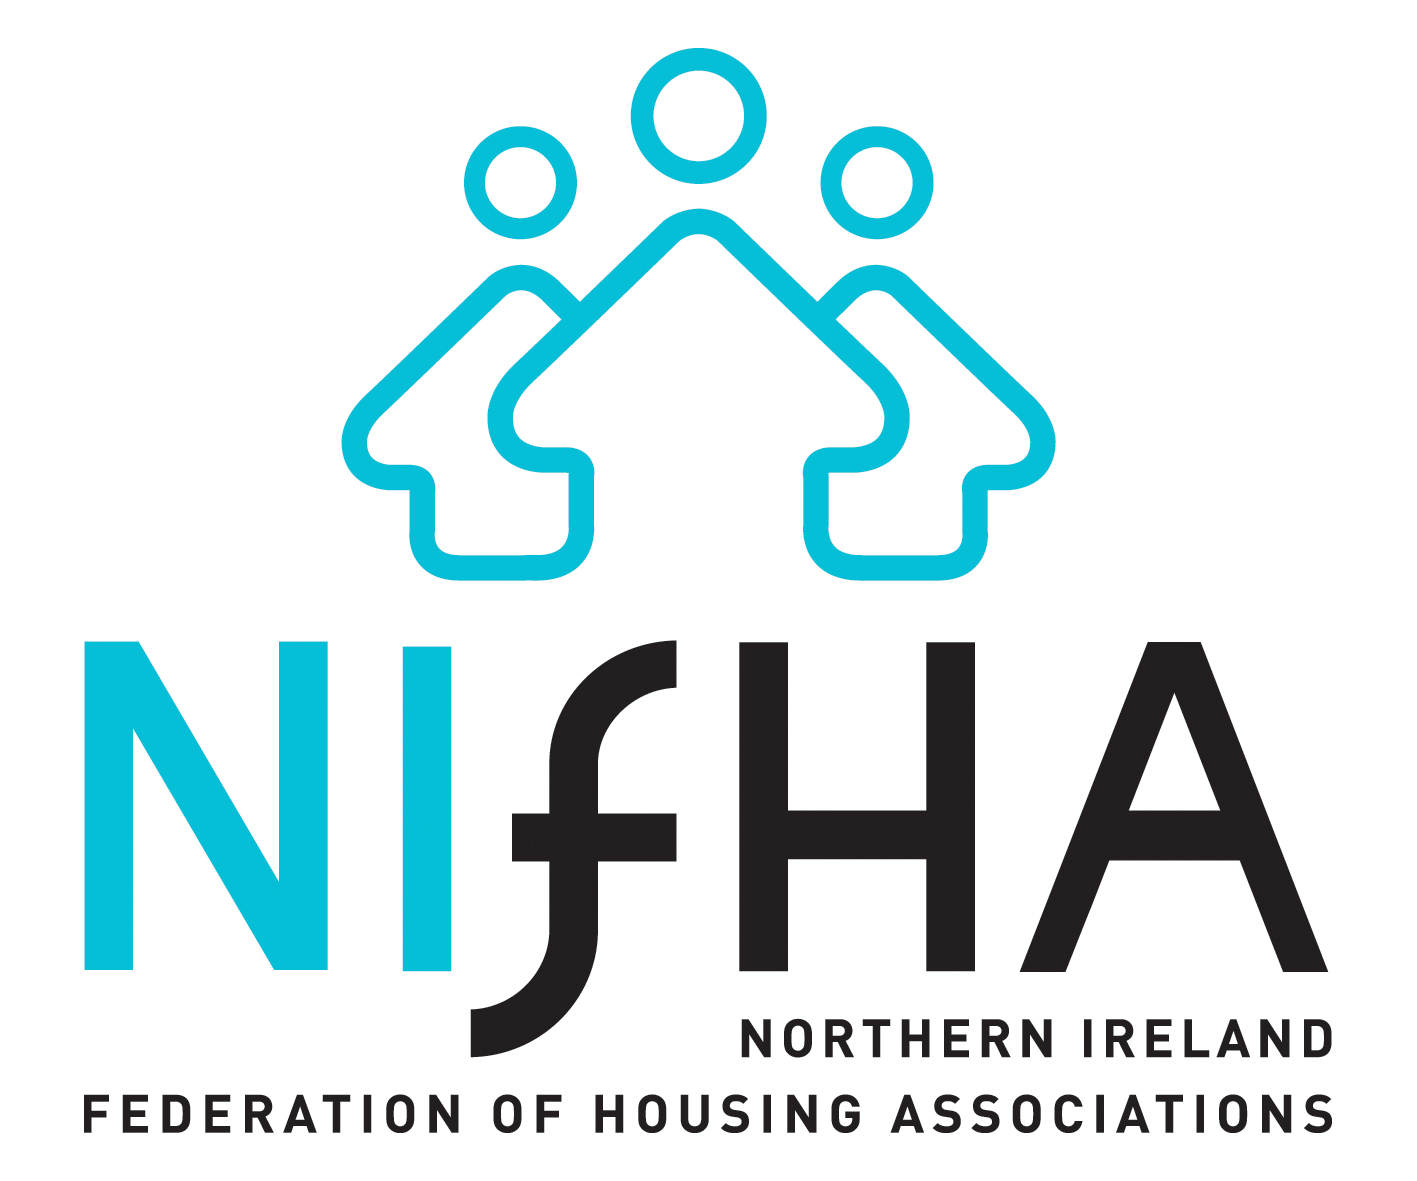 NIfHA
NORTHERN IRELAND
FEDERATION OF HOUSING ASSOCIATIONS